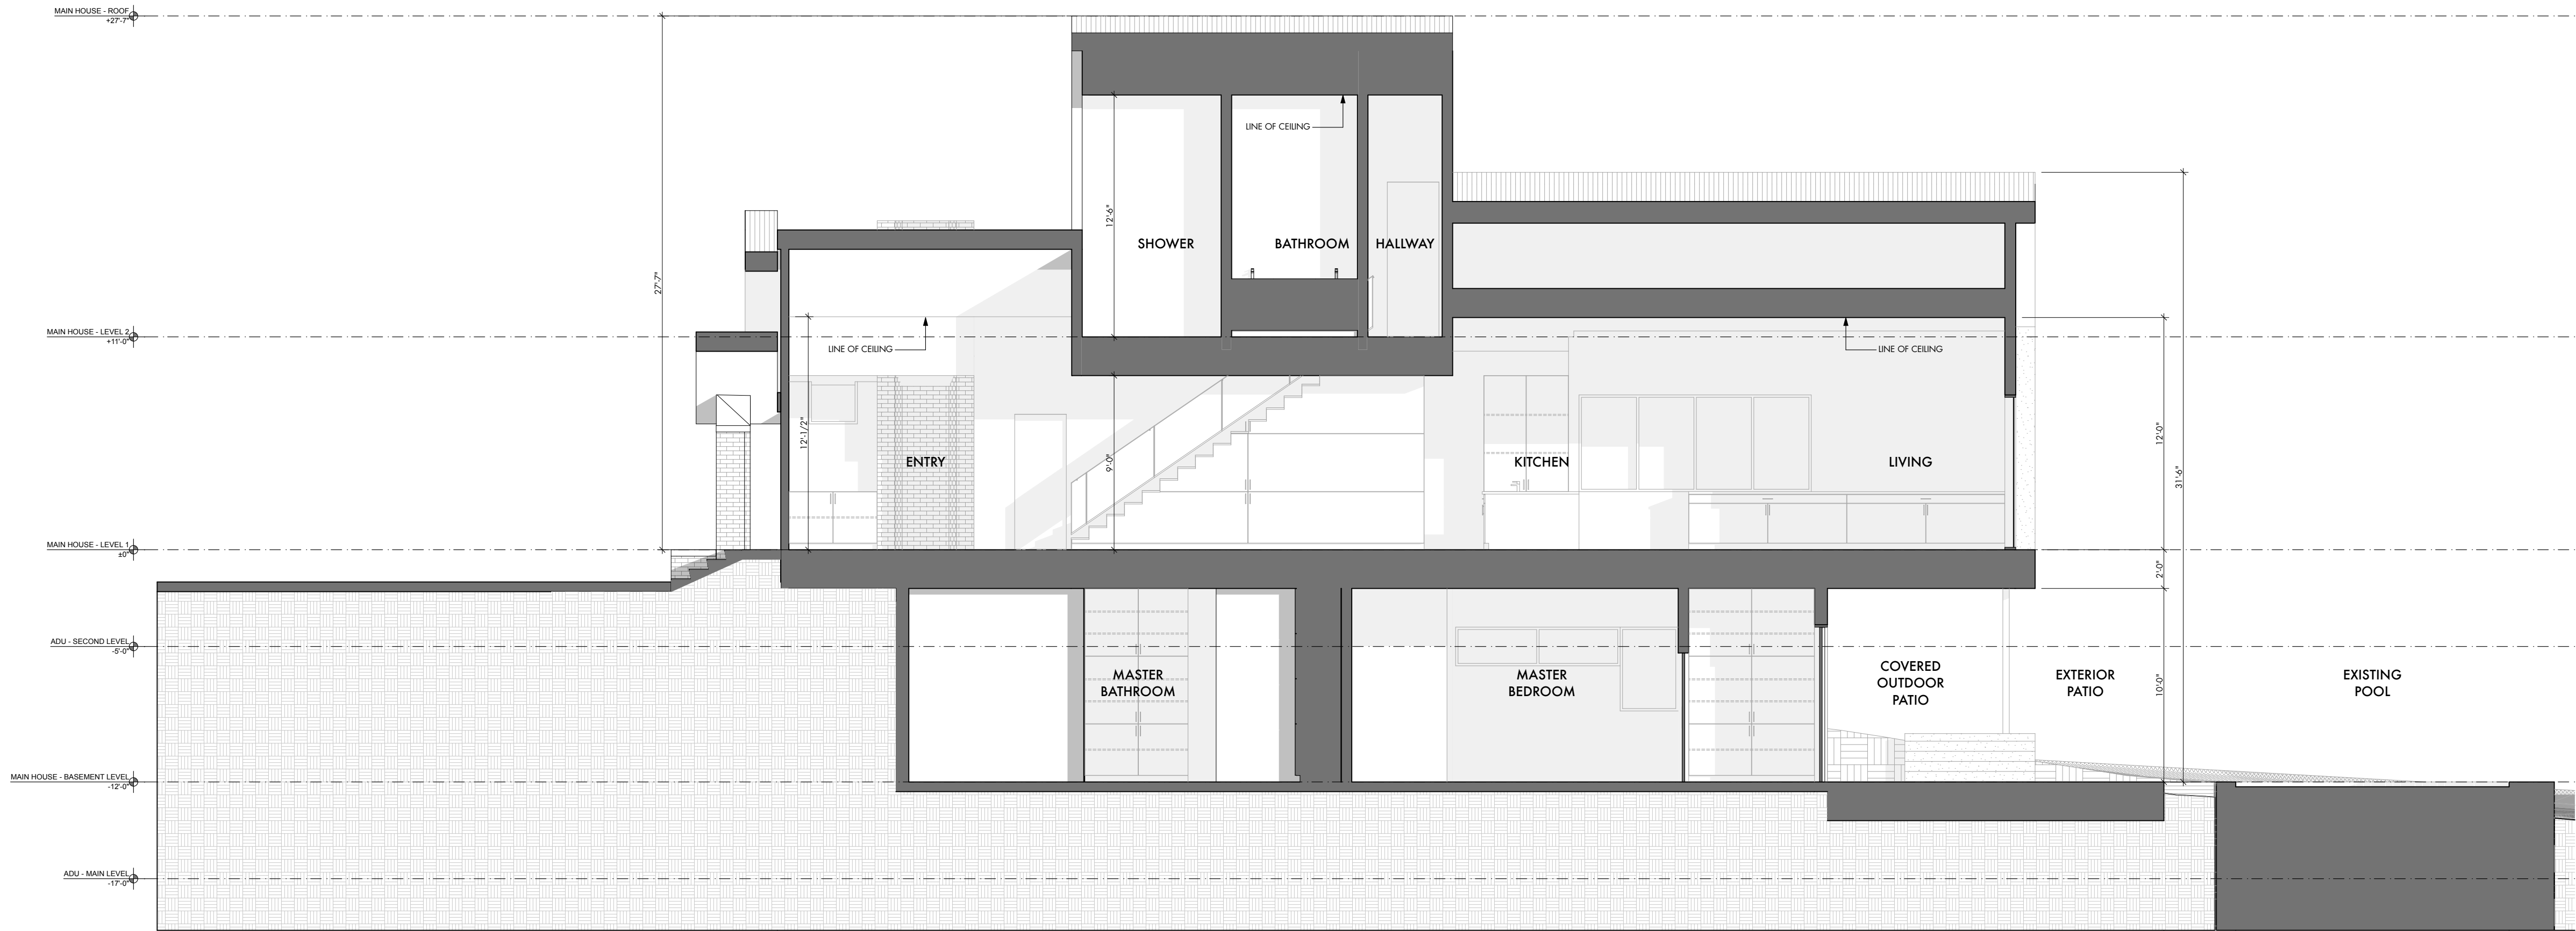 MAIN HOUSE - ROOF
+27'-7"
LINE OF CEILING
12'-6"
SHOWER
BATHROOM
HALLWAY
27'-7"
MAIN HOUSE - LEVEL 2
+11'-0"
LINE OF CEILING
LINE OF CEILING
12'-1/2"
9'-0"
12'-0"
31'-6"
ENTRY
KITCHEN
LIVING
MAIN HOUSE - LEVEL 1
±0"
2'-0"
ADU - SECOND LEVEL
-5'-0"
MASTER
BATHROOM
MASTER
BEDROOM
COVERED
OUTDOOR
PATIO
EXTERIOR
PATIO
10'-0"
EXISTING
POOL
MAIN HOUSE - BASEMENT LEVEL
-12'-0"
ADU - MAIN LEVEL
-17'-0"